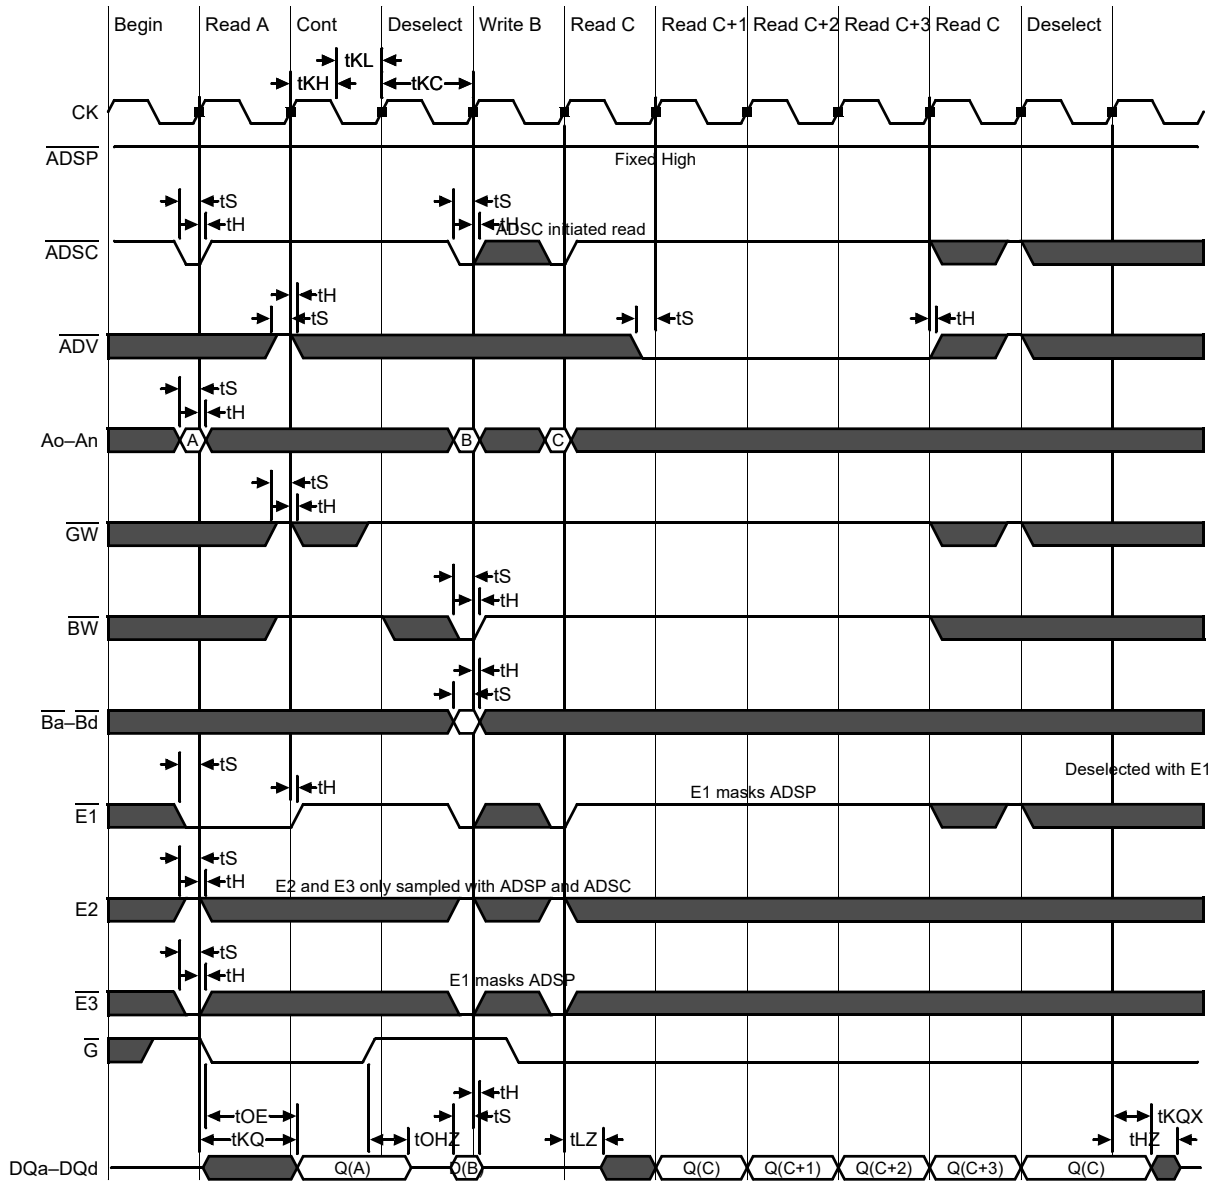 Begin Read A Cont Deselect Write B Read C Read C+1 Read C+2 Read C+3 Read C Deselect
tKL
tKH tKC
CK
ADSP Fixed High
tS tS
tH tH
ADSC initiated read
ADSC
tH
tS tS tH
ADV
tS
tH
Ao–An A B C
tS
tH
GW
tS
tH
BW
tH
tS
Ba–Bd
tS Deselected with E1
tH E1 masks ADSP
E1
tS
tH E2 and E3 only sampled with ADSP and ADSC
E2
tS
tH E1 masks ADSP
E3
G
tH
tOE tS tKQX
tKQ tOHZ tLZ tHZ
DQa–DQd Q(A) D(B) Q(C) Q(C+1) Q(C+2) Q(C+3) Q(C)